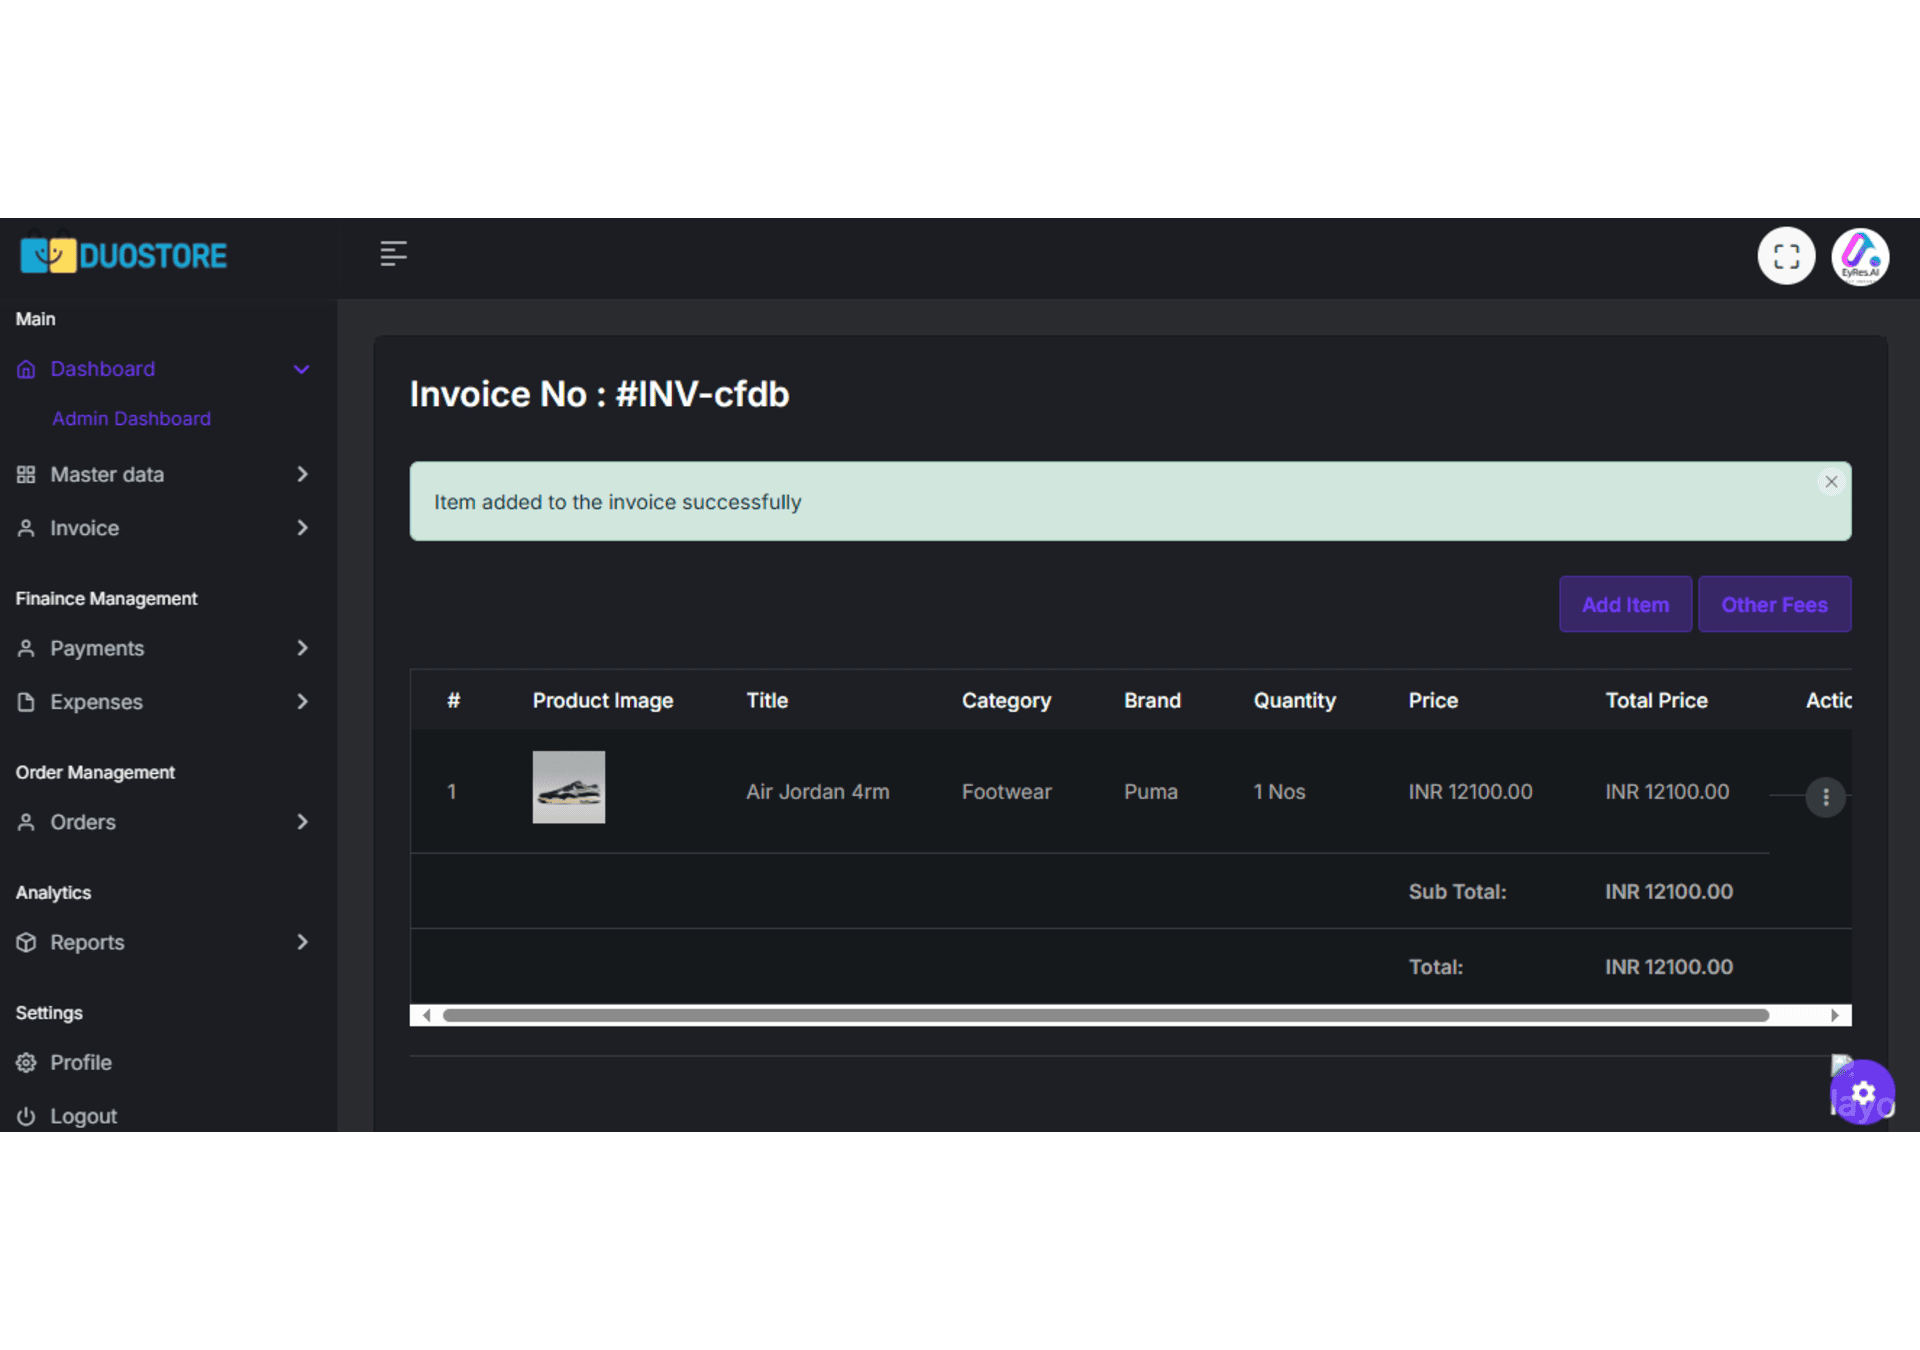 DUOSTORE
EyRes.AI
Main
Dashboard
Admin Dashboard
Master data
Invoice
Finaince Management
Payments
Expenses
Order Management
Orders
Analytics
Reports
Settings
Profile
Logout
Invoice No : #INV-cfdb
Item added to the invoice successfully
Add Item Other Fees
# Product Image Title Category Brand Quantity Price Total Price Actic
1 Air Jordan 4rm Footwear Puma 1 Nos INR 12100.00 INR 12100.00
Sub Total: INR 12100.00
Total: INR 12100.00